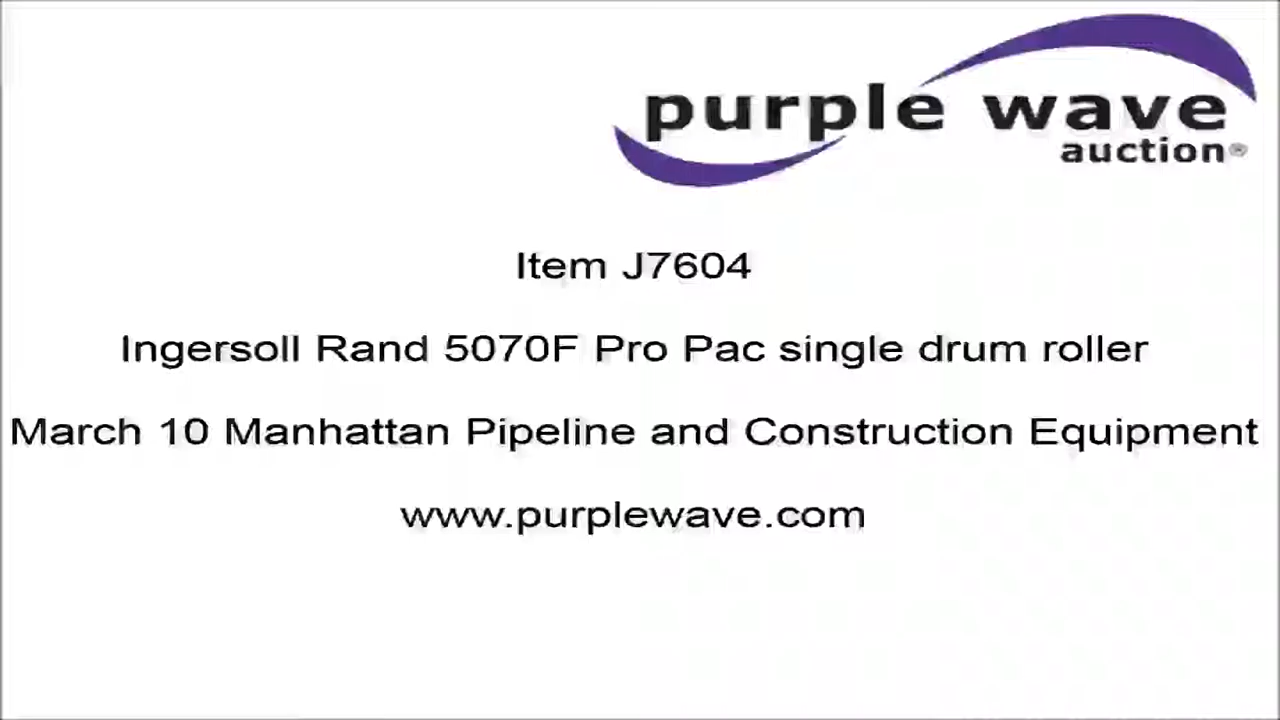 purple wave
auction®
Item J7604
Ingersoll Rand 5070F Pro Pac single drum roller
March 10 Manhattan Pipeline and Construction Equipment
www.purplewave.com